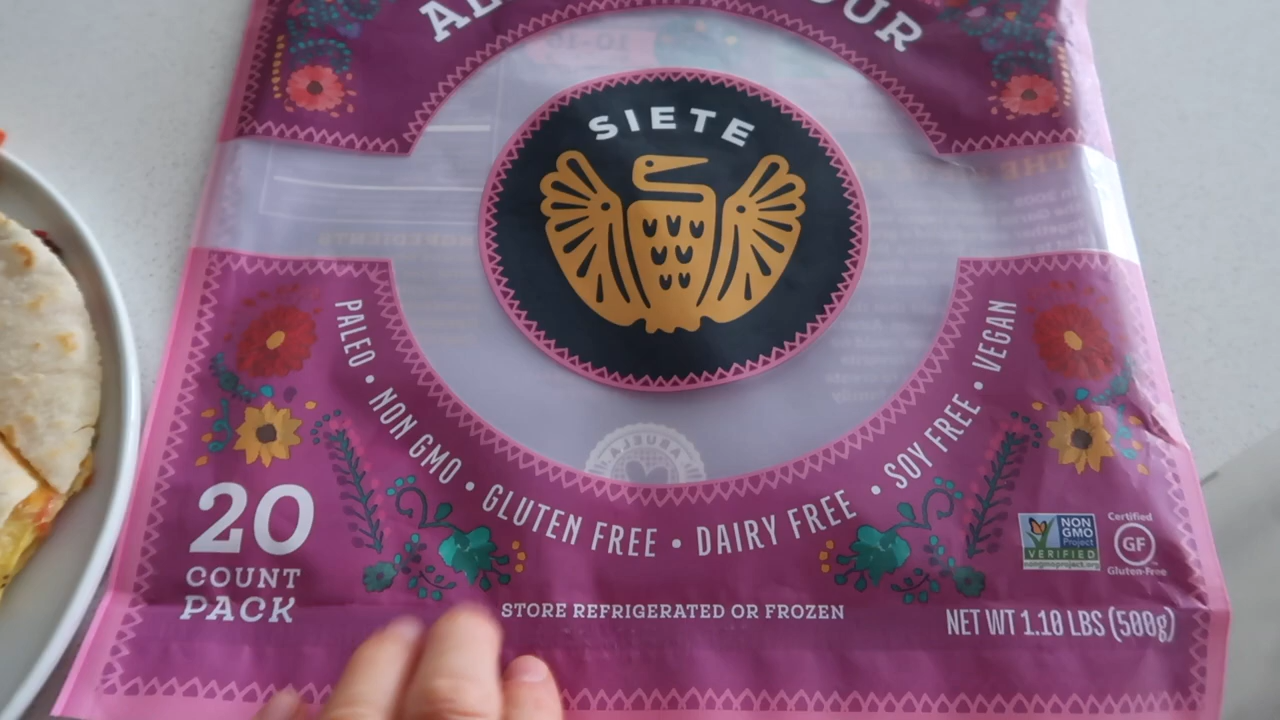 SIETE
PALEO • NON GMO • GLUTEN FREE • DAIRY FREE • SOY FREE • VEGAN
20
COUNT
PACK
STORE REFRIGERATED OR FROZEN
NON
GMO
Project
VERIFIED
nongmoproject.org
Certified
GF
Gluten-Free
NET WT 1.10 LBS (500g)